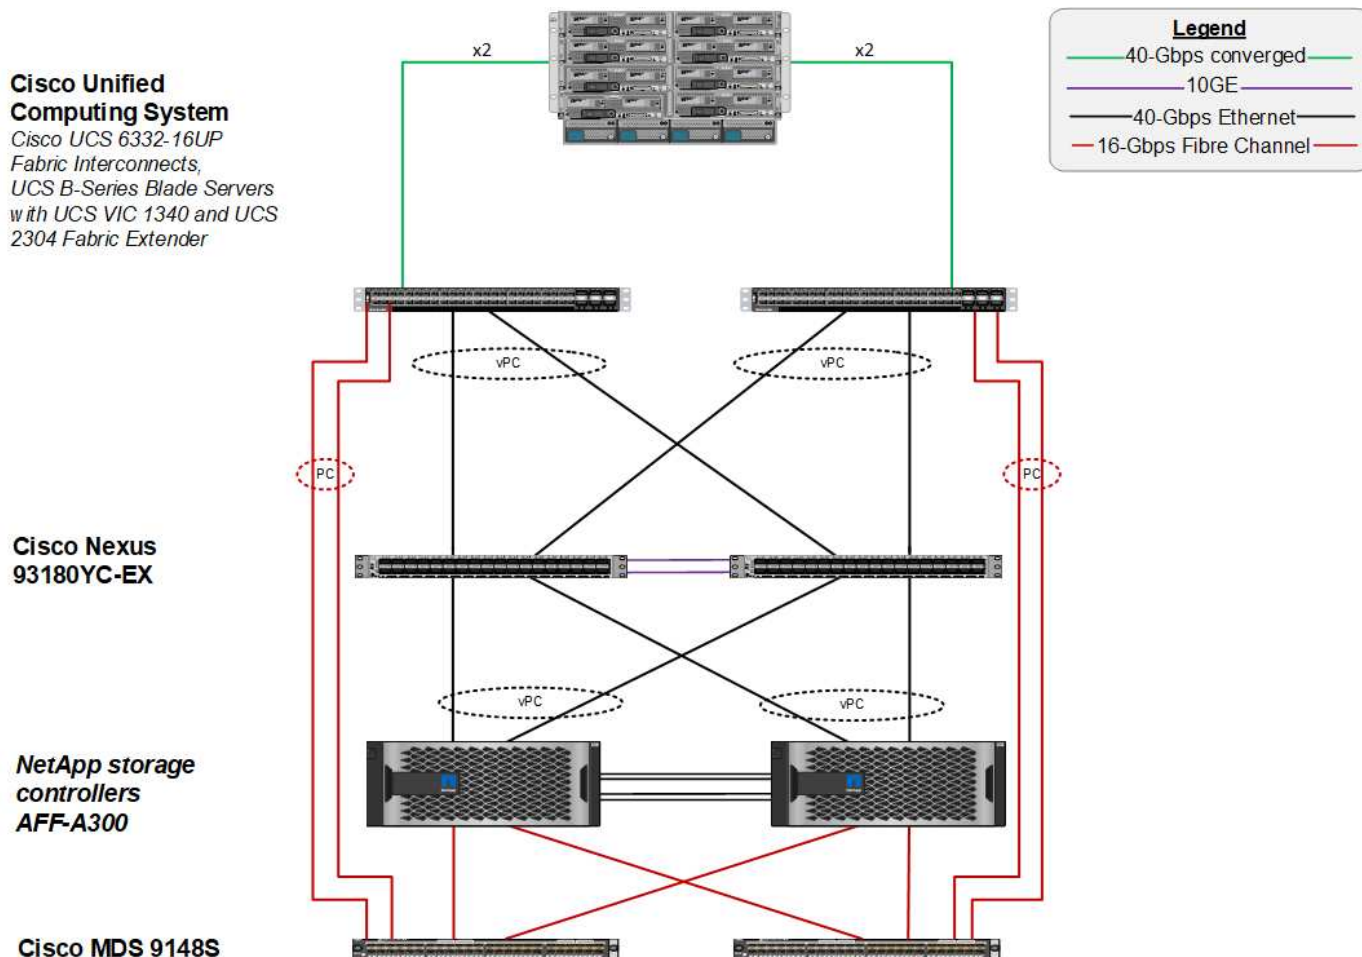 x2
x2
Legend
40-Gbps converged
10GE
40-Gbps Ethernet
16-Gbps Fibre Channel
Cisco Unified
Computing System
Cisco UCS 6332-16UP
Fabric Interconnects,
UCS B-Series Blade Servers
with UCS VIC 1340 and UCS
2304 Fabric Extender
vPC
vPC
PC
PC
Cisco Nexus
93180YC-EX
vPC
vPC
NetApp storage
controllers
AFF-A300
Cisco MDS 9148S